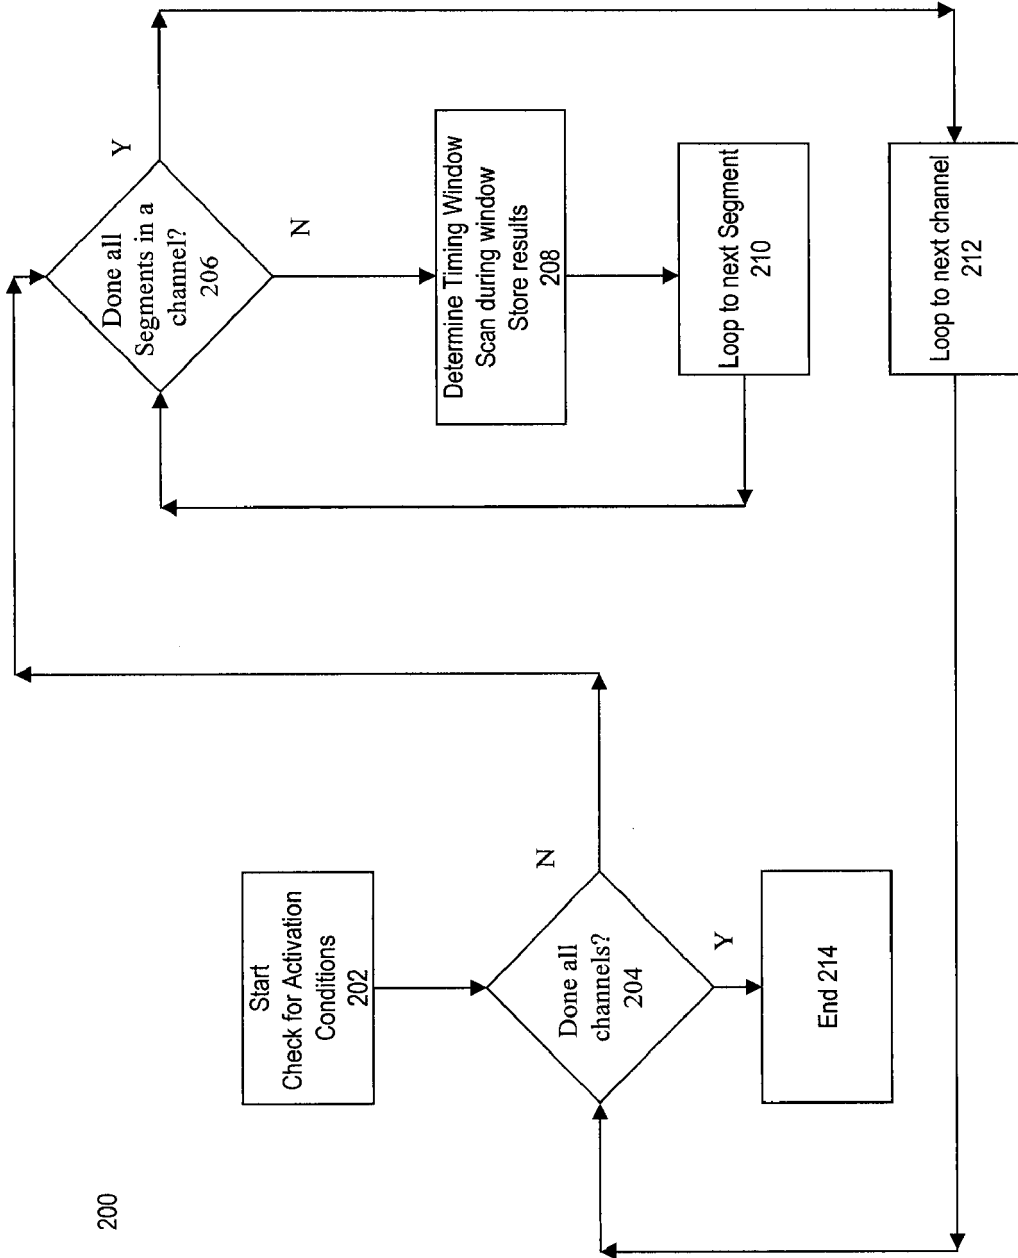 200
Start
Check for Activation
Conditions
202
Done all
channels?
204
N
Y
End 214
Done all
Segments in a
channel?
206
Y
N
Determine Timing Window
Scan during window
Store results
208
Loop to next Segment
210
Loop to next channel
212